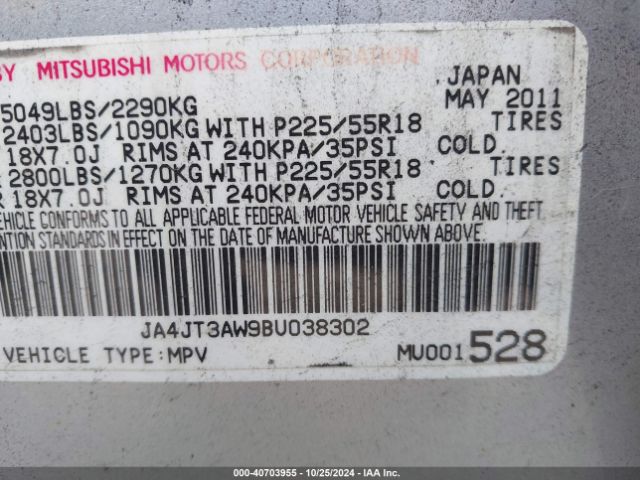 BY MITSUBISHI MOTORS CORPORATION
JAPAN
5049LBS/2290KG MAY 2011
2403LBS/1090KG WITH P225/55R18 TIRES
18X7.0J RIMS AT 240KPA/35PSI COLD.
2800LBS/1270KG WITH P225/55R18 TIRES
R 18X7.0J RIMS AT 240KPA/35PSI COLD.
VEHICLE CONFORMS TO ALL APPLICABLE FEDERAL MOTOR VEHICLE SAFETY AND THEFT
ENTION STANDARDS IN EFFECT ON THE DATE OF MANUFACTURE SHOWN ABOVE.
JA4JT3AW9BU038302
VEHICLE TYPE:MPV MU001528
000-40703955 - 10/25/2024 - IAA Inc.